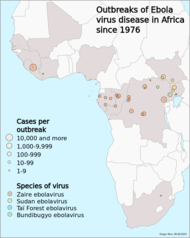 Outbreaks of Ebola
virus disease in Africa
since 1976
Cases per
outbreak
10,000 and more
1,000-9,999
100-999
10-99
1-9
Species of virus
Zaire ebolavirus
Sudan ebolavirus
Taï Forest ebolavirus
Bundibugyo ebolavirus